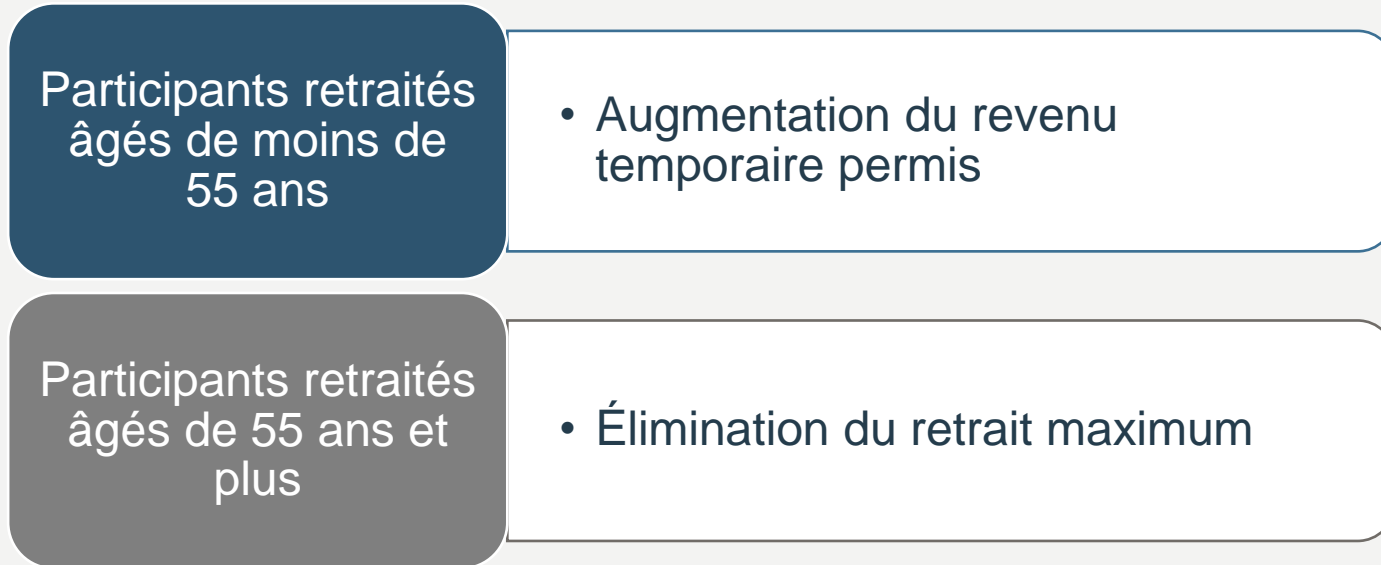 Participants retraités
âgés de moins de
55 ans
• Augmentation du revenu
temporaire permis
Participants retraités
âgés de 55 ans et
plus
• Élimination du retrait maximum